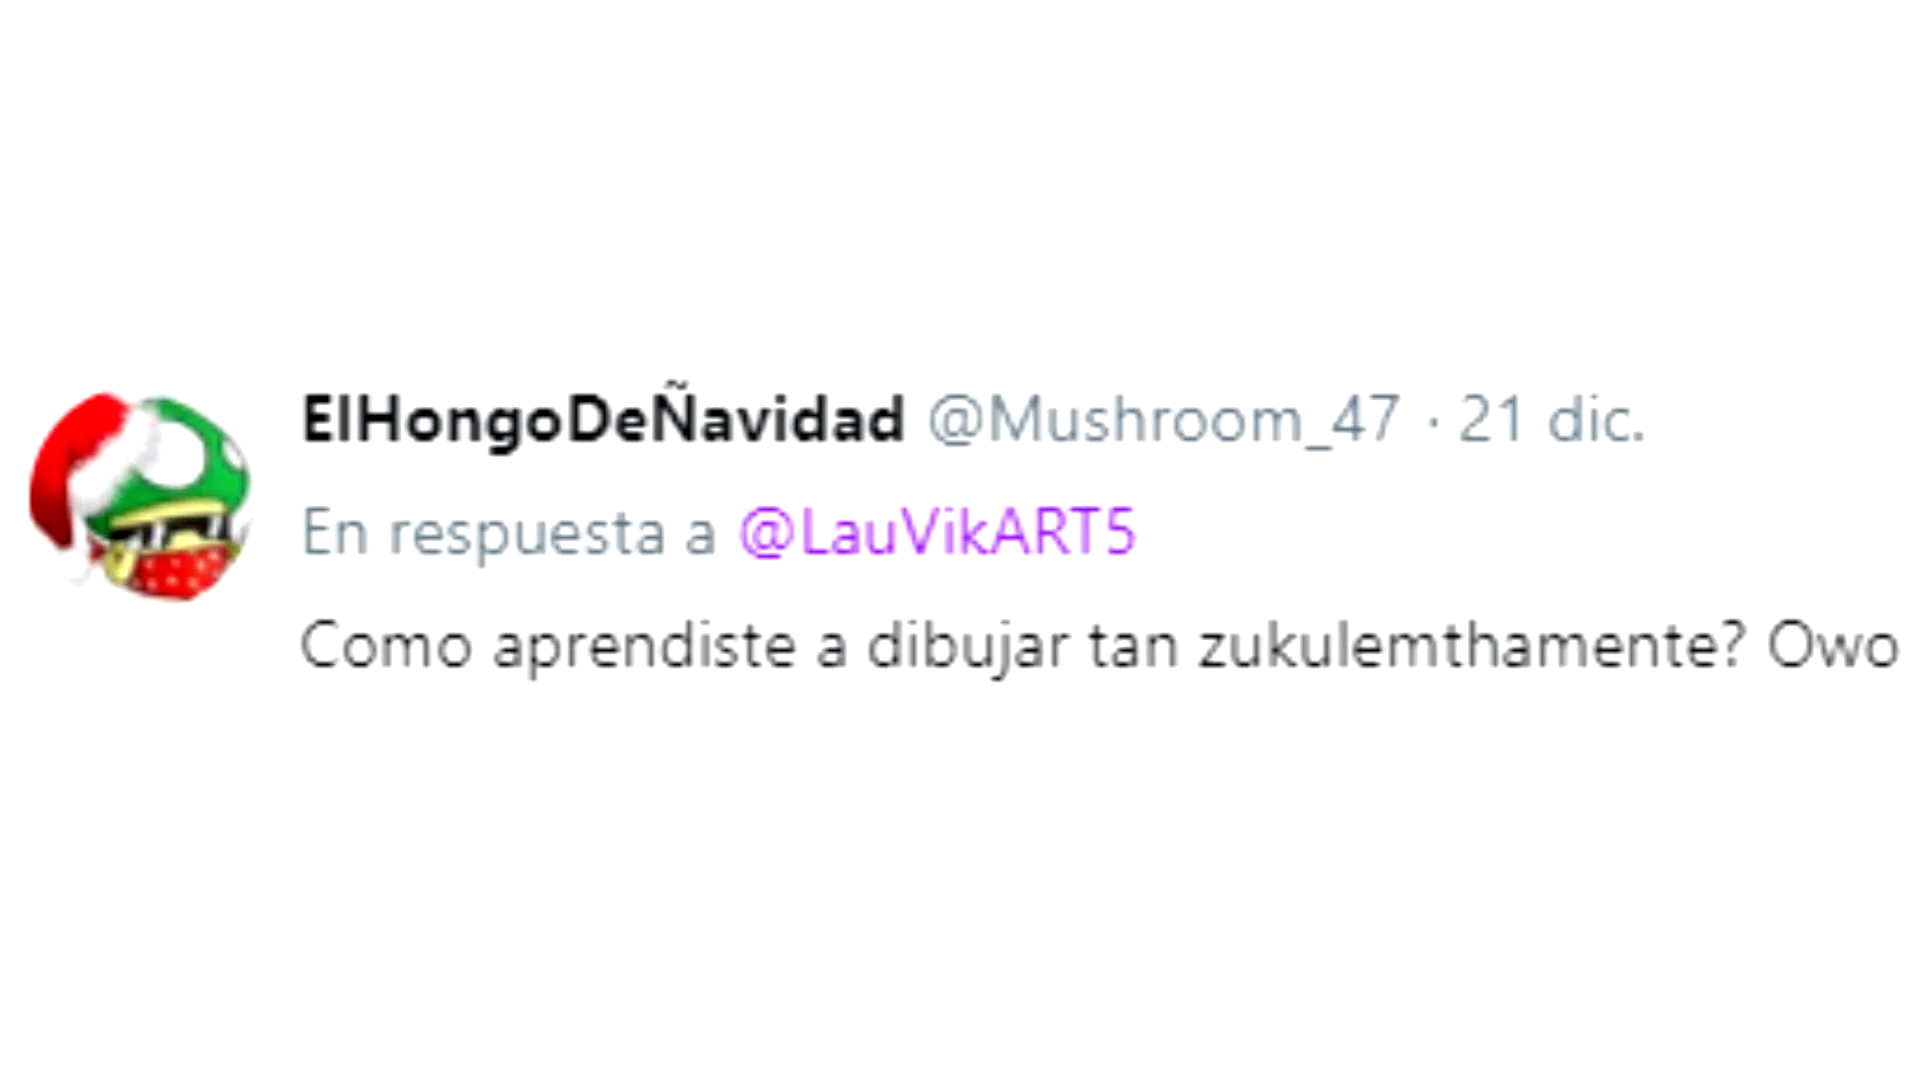 ElHongoDeÑavidad @Mushroom_47 · 21 dic.
En respuesta a @LauVikART5
Como aprendiste a dibujar tan zukulemthamente? Owo